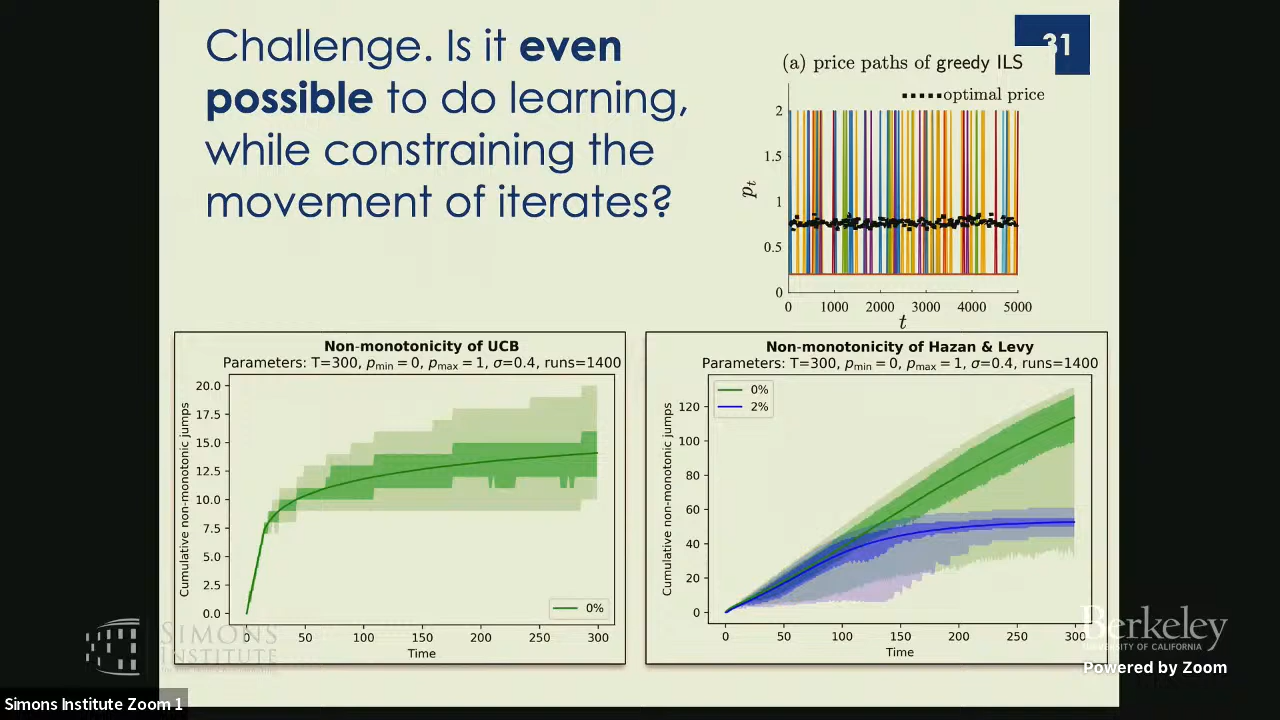 Challenge. Is it even
possible to do learning,
while constraining the
movement of iterates?
31
(a) price paths of greedy ILS
optimal price
2
1.5
1
0.5
0
pt
0 1000 2000 3000 4000 5000
t
Non-monotonicity of UCB
Parameters: T=300, pmin = 0, pmax = 1, σ=0.4, runs=1400
Cumulative non-monotonic jumps
20.0
17.5
15.0
12.5
10.0
7.5
5.0
2.5
0.0
0%
0 50 100 150 200 250 300
Time
Non-monotonicity of Hazan & Levy
Parameters: T=300, pmin = 0, pmax = 1, σ=0.4, runs=1400
0%
2%
Cumulative non-monotonic jumps
120
100
80
60
40
20
0
0 50 100 150 200 250 300
Time
SIMONS
INSTITUTE
Berkeley
UNIVERSITY OF CALIFORNIA
Powered by Zoom
Simons Institute Zoom 1